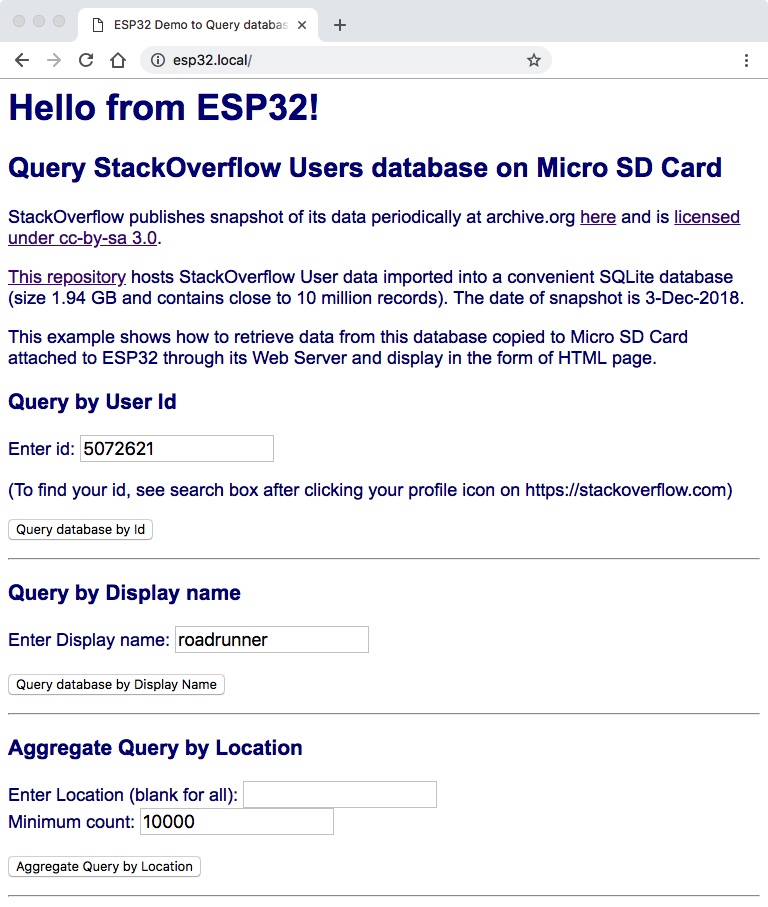 ESP32 Demo to Query databas
esp32.local/
Hello from ESP32!
Query StackOverflow Users database on Micro SD Card
StackOverflow publishes snapshot of its data periodically at archive.org here and is licensed
under cc-by-sa 3.0.
This repository hosts StackOverflow User data imported into a convenient SQLite database
(size 1.94 GB and contains close to 10 million records). The date of snapshot is 3-Dec-2018.
This example shows how to retrieve data from this database copied to Micro SD Card
attached to ESP32 through its Web Server and display in the form of HTML page.
Query by User Id
Enter id: 5072621
(To find your id, see search box after clicking your profile icon on https://stackoverflow.com)
Query database by Id
Query by Display name
Enter Display name: roadrunner
Query database by Display Name
Aggregate Query by Location
Enter Location (blank for all):
Minimum count: 10000
Aggregate Query by Location